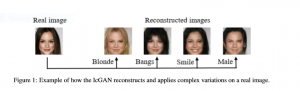 Real image Reconstructed images
Blonde Bangs Smile Male
Figure 1: Example of how the IcGAN reconstructs and applies complex variations on a real image.